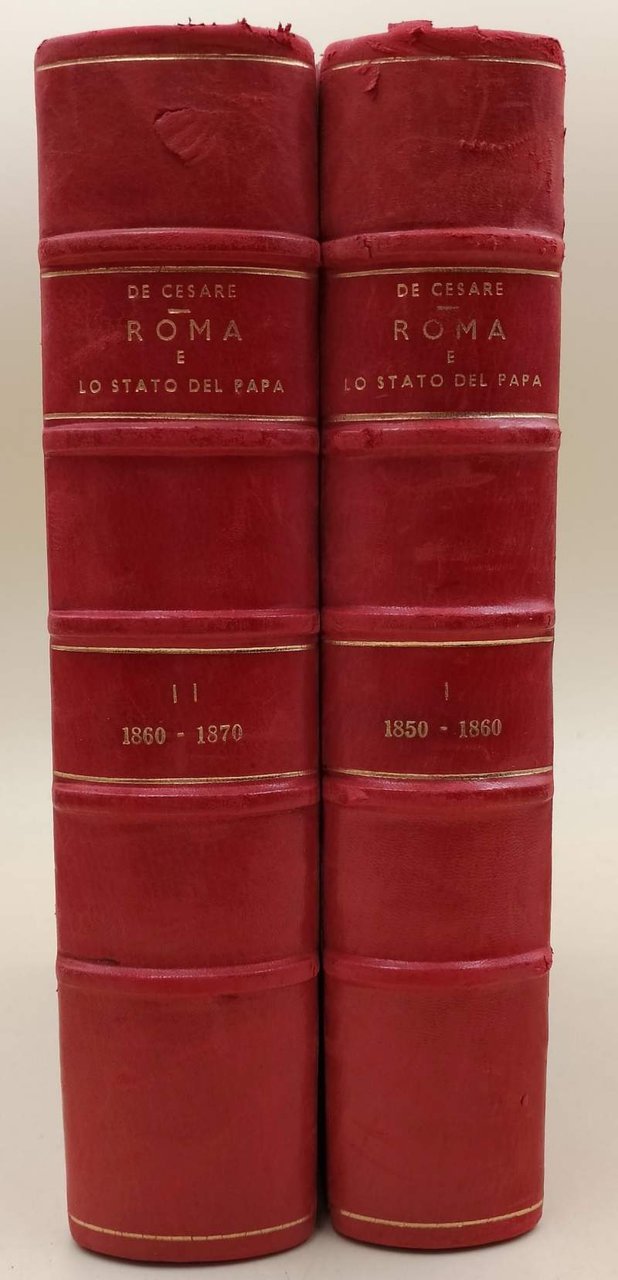 DE CESARE
ROMA
E
LO STATO DEL PAPA
II
1860 - 1870
DE CESARE
ROMA
E
LO STATO DEL PAPA
I
1850 - 1860